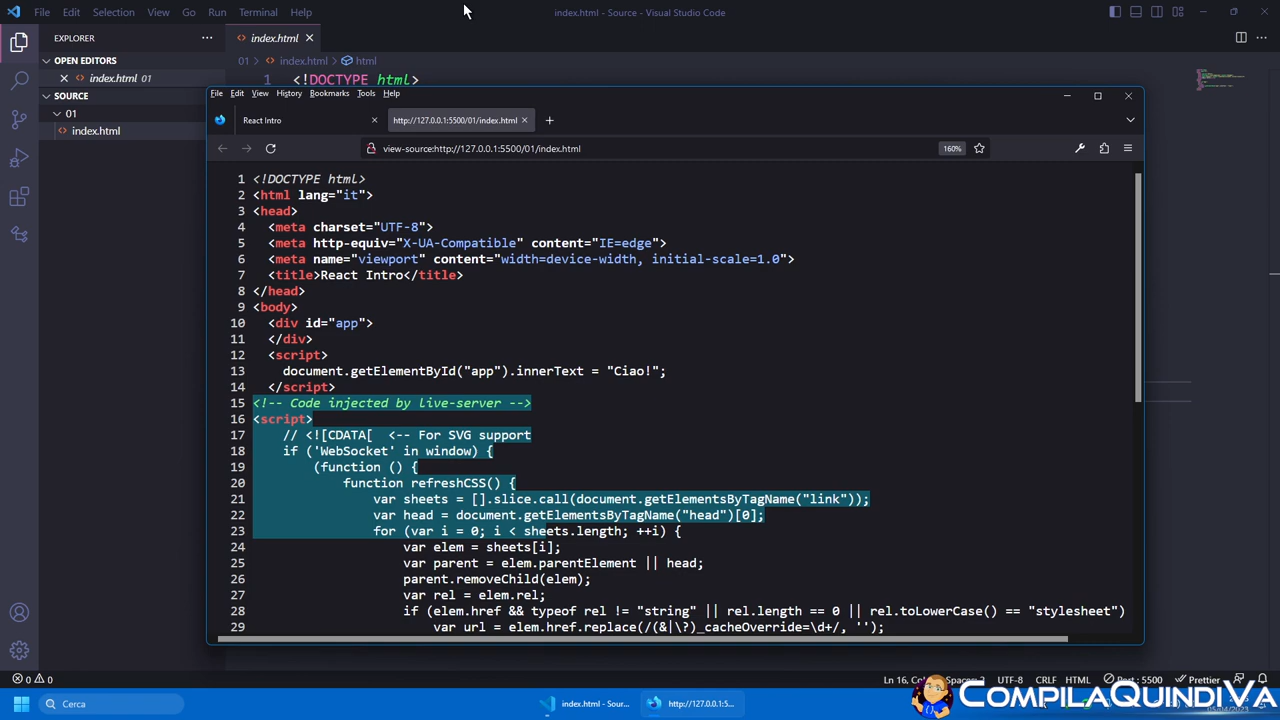 File Edit Selection View Go Run Terminal Help
index.html - Source - Visual Studio Code
EXPLORER
OPEN EDITORS
index.html 01
SOURCE
01
index.html
index.html
01 index.html html
1 <!DOCTYPE html>
File Edit View History Bookmarks Tools Help
React Intro
http://127.0.0.1:5500/01/index.html
view-source:http://127.0.0.1:5500/01/index.html
160%
1 <!DOCTYPE html>
2 <html lang="it">
3 <head>
4 <meta charset="UTF-8">
5 <meta http-equiv="X-UA-Compatible" content="IE=edge">
6 <meta name="viewport" content="width=device-width, initial-scale=1.0">
7 <title>React Intro</title>
8 </head>
9 <body>
10 <div id="app">
11 </div>
12 <script>
13 document.getElementById("app").innerText = "Ciao!";
14 </script>
15 <!-- Code injected by live-server -->
16 <script>
17 // <![CDATA[ <-- For SVG support
18 if ('WebSocket' in window) {
19 (function () {
20 function refreshCSS() {
21 var sheets = [].slice.call(document.getElementsByTagName("link"));
22 var head = document.getElementsByTagName("head")[0];
23 for (var i = 0; i < sheets.length; ++i) {
24 var elem = sheets[i];
25 var parent = elem.parentElement || head;
26 parent.removeChild(elem);
27 var rel = elem.rel;
28 if (elem.href && typeof rel != "string" || rel.length == 0 || rel.toLowerCase() == "stylesheet")
29 var url = elem.href.replace(/(&|\?)_cacheOverride=\d+/, '');
0 0
Ln 16, UTF-8 CRLF HTML Port : 5500 Prettier
Cerca
index.html - Sour...
http://127.0.0.1:5...
COMPILAQUINDIVA